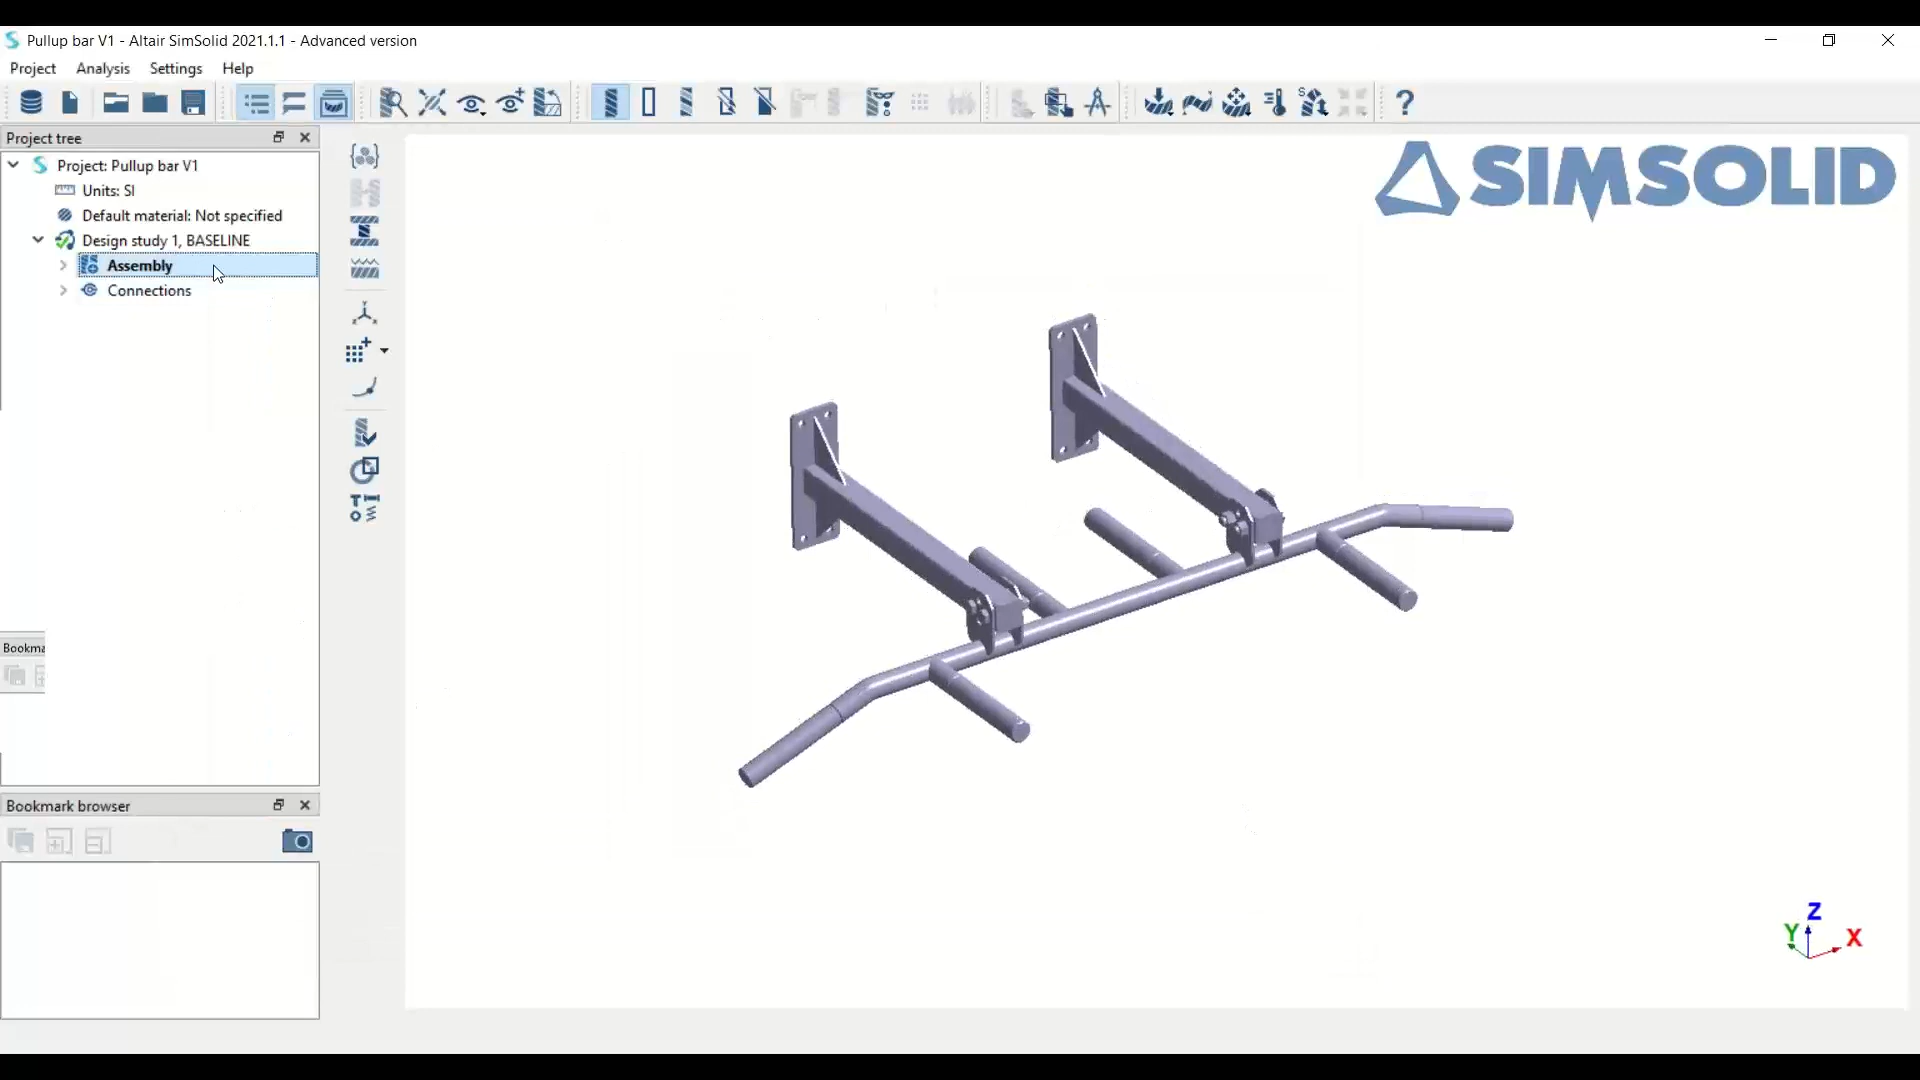 Pullup bar V1 - Altair SimSolid 2021.1.1 - Advanced version
Project Analysis Settings Help
Project tree
Project: Pullup bar V1
Units: SI
Default material: Not specified
Design study 1, BASELINE
Assembly
Connections
Bookma
Bookmark browser
SIMSOLID
Z
Y
X